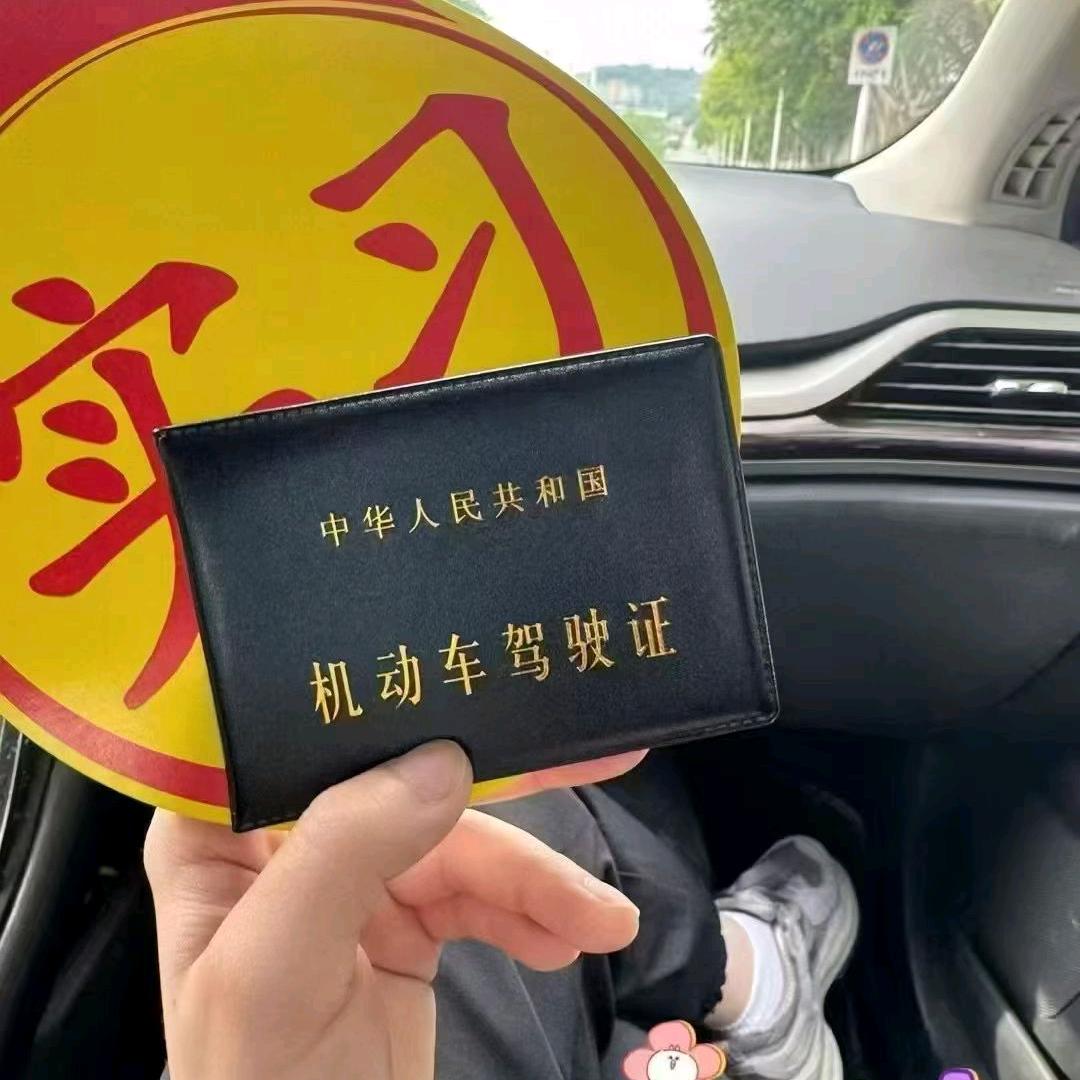 实习
中华人民共和国
机动车驾驶证